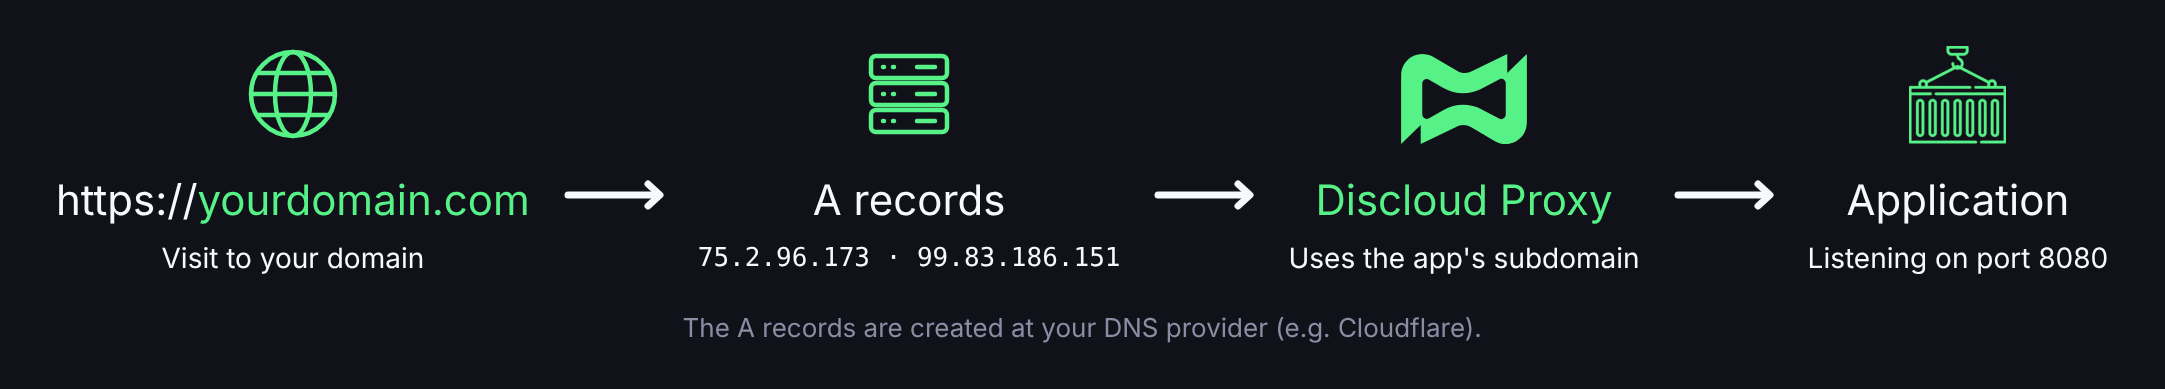 https://yourdomain.com
Visit to your domain
A records
75.2.96.173 · 99.83.186.151
Discloud Proxy
Uses the app's subdomain
Application
Listening on port 8080
The A records are created at your DNS provider (e.g. Cloudflare).